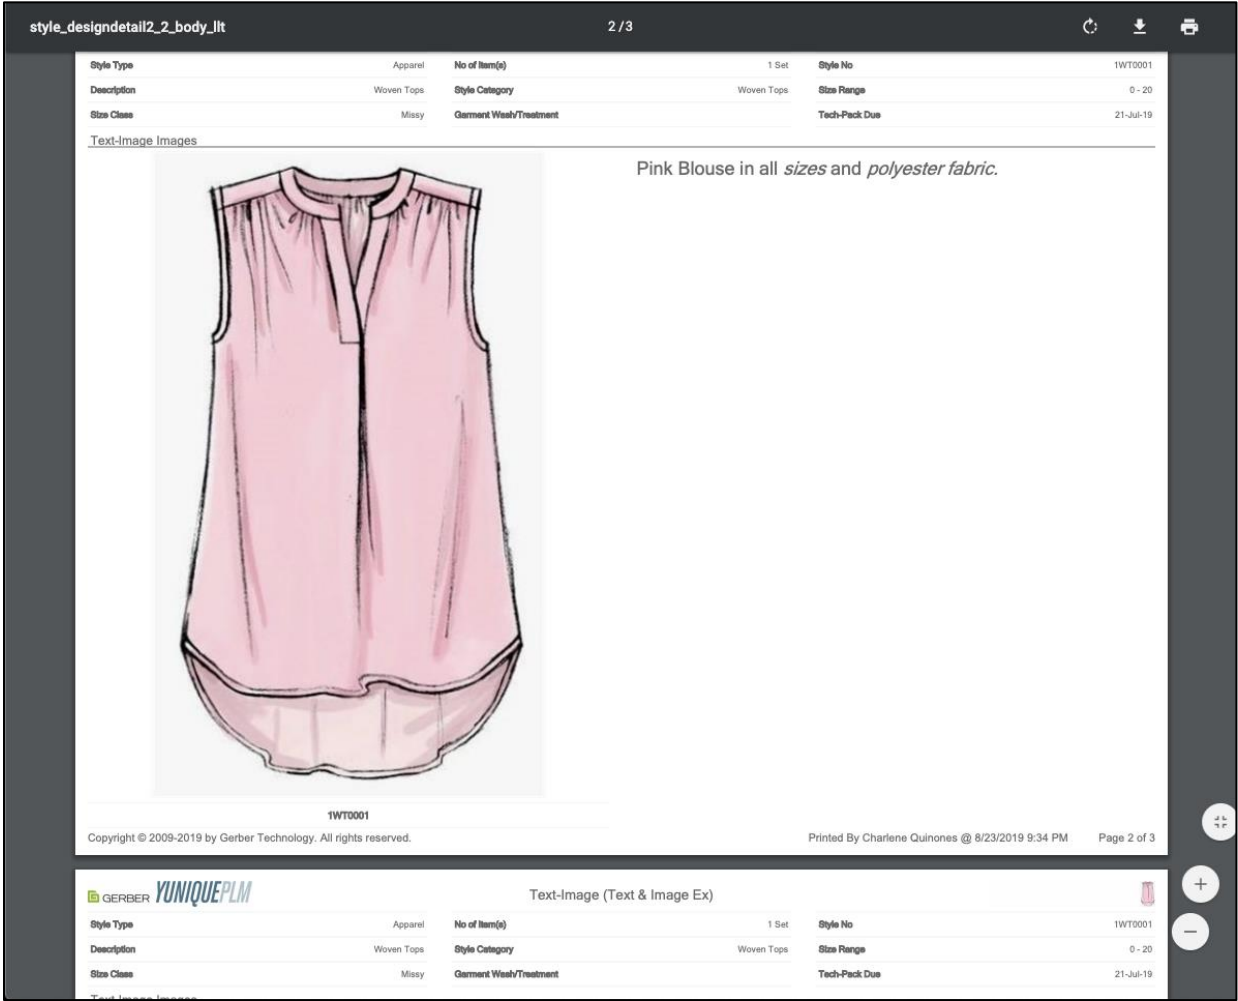 style_designdetail2_2_body_llt 2 / 3
Style Type Apparel No of Item(s) 1 Set Style No 1WT0001
Description Woven Tops Style Category Woven Tops Size Range 0 - 20
Size Class Missy Garment Wash/Treatment Tech-Pack Due 21-Jul-19
Text-Image Images
Pink Blouse in all sizes and polyester fabric.
1WT0001
Copyright © 2009-2019 by Gerber Technology. All rights reserved. Printed By Charlene Quinones @ 8/23/2019 9:34 PM Page 2 of 3
GERBER YUNIQUEPLM Text-Image (Text & Image Ex)
Style Type Apparel No of Item(s) 1 Set Style No 1WT0001
Description Woven Tops Style Category Woven Tops Size Range 0 - 20
Size Class Missy Garment Wash/Treatment Tech-Pack Due 21-Jul-19
Text-Image Images